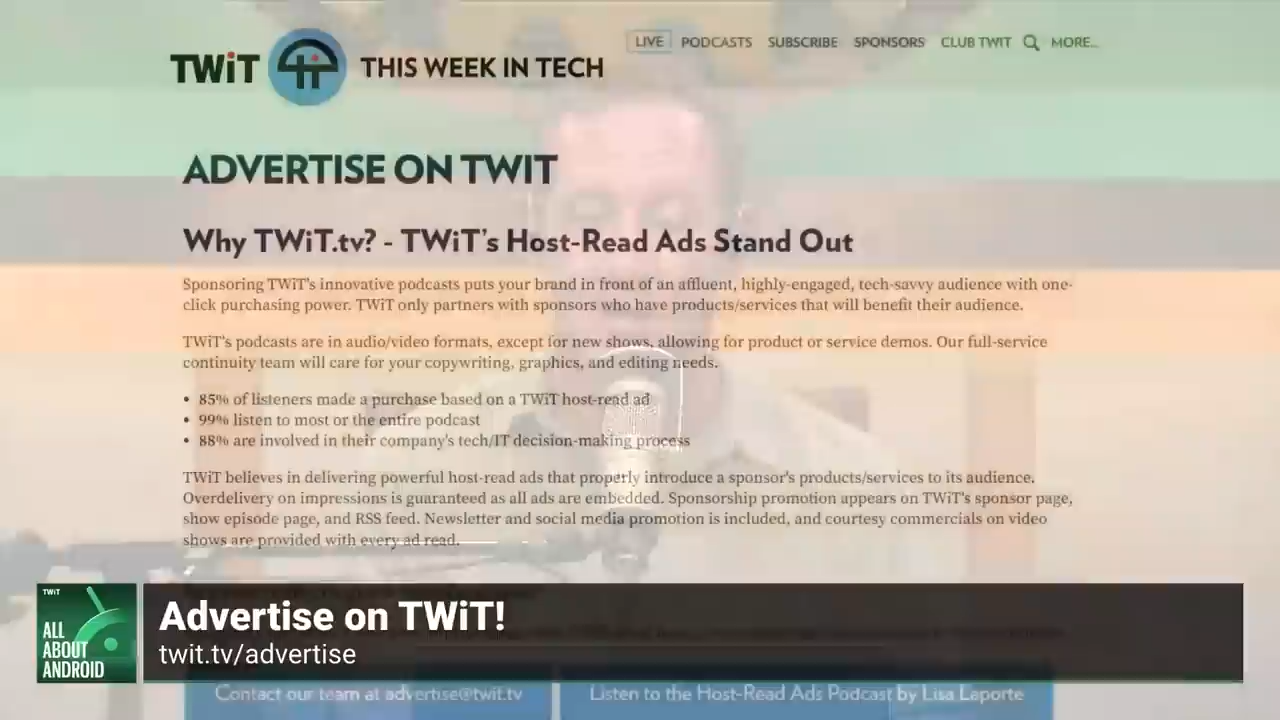 TWiT
THIS WEEK IN TECH
LIVE PODCASTS SUBSCRIBE SPONSORS CLUB TWIT MORE...
ADVERTISE ON TWIT
Why TWiT.tv? - TWiT's Host-Read Ads Stand Out
Sponsoring TWiT's innovative podcasts puts your brand in front of an affluent, highly-engaged, tech-savvy audience with one-
click purchasing power. TWiT only partners with sponsors who have products/services that will benefit their audience.
TWiT's podcasts are in audio/video formats, except for new shows, allowing for product or service demos. Our full-service
continuity team will care for your copywriting, graphics, and editing needs.
• 85% of listeners made a purchase based on a TWiT host-read ad
• 99% listen to most or the entire podcast
• 88% are involved in their company's tech/IT decision-making process
TWiT believes in delivering powerful host-read ads that properly introduce a sponsor's products/services to its audience.
Overdelivery on impressions is guaranteed as all ads are embedded. Sponsorship promotion appears on TWiT's sponsor page,
show episode page, and RSS feed. Newsletter and social media promotion is included, and courtesy commercials on video
shows are provided with every ad read.
TWiT
ALL
ABOUT
ANDROID
Advertise on TWiT!
twit.tv/advertise
Contact our team at advertise@twit.tv
Listen to the Host-Read Ads Podcast by Lisa Laporte